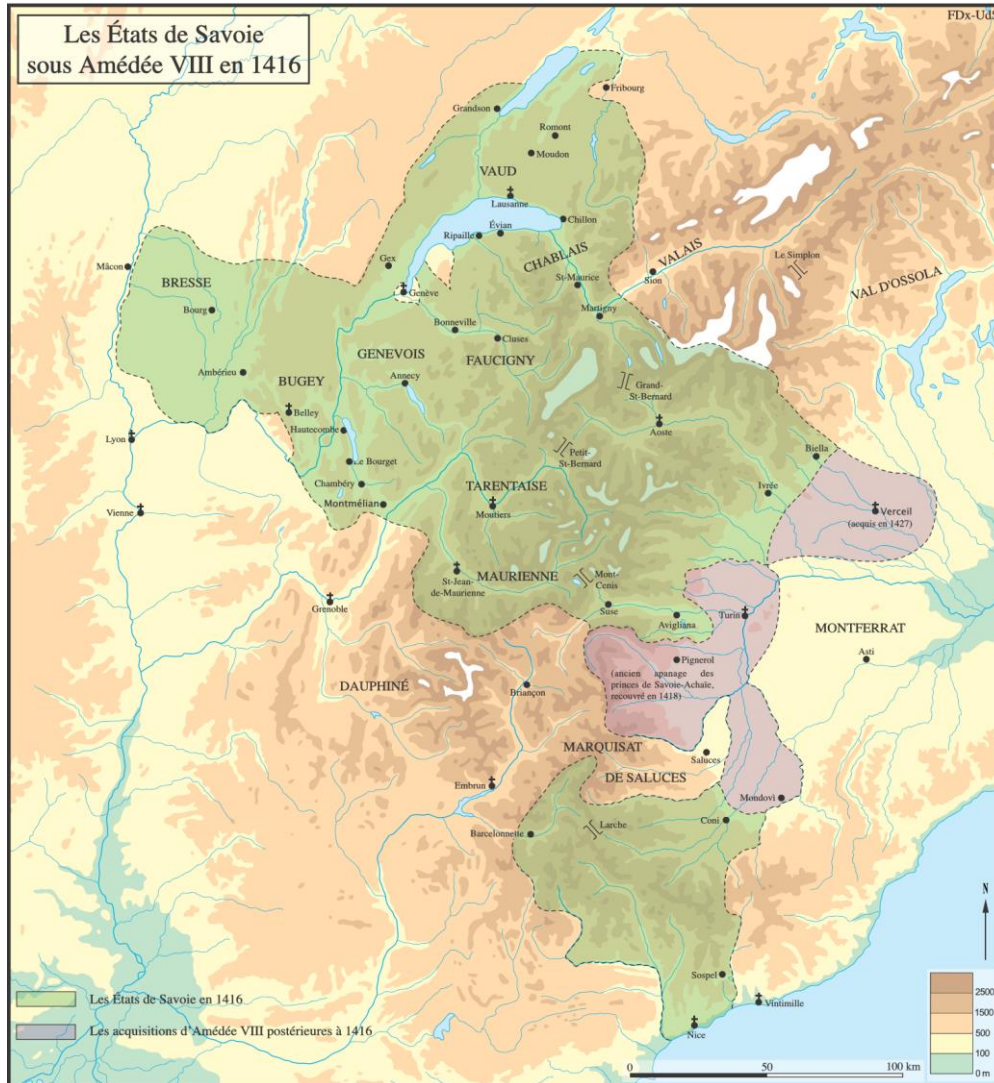 Les États de Savoie
sous Amédée VIII en 1416
FDx-UdS
Fribourg
Grandson
Romont
Moudon
VAUD
Lausanne
Chillon
Évian
Ripaille
CHABLAIS
VALAIS
Le Simplon
VAL D'OSSOLA
Gex
Mâcon
St-Maurice
Sion
BRESSE
Genève
Bourg
Martigny
Bonneville
Cluses
GENEVOIS
FAUCIGNY
Ambérieu
BUGEY
Annecy
Grand-
St-Bernard
Belley
Hautecombe
Aoste
Lyon
Petit-
St-Bernard
Biella
Le Bourget
Chambéry
TARENTAISE
Ivrée
Montmélian
Moutiers
Vienne
Verceil
(acquis en 1427)
St-Jean-
de-Maurienne
MAURIENNE
Mont-
Cenis
Grenoble
Suse
Avigliana
Turin
MONTFERRAT
Asti
Pignerol
(ancien apanage des
princes de Savoie-Achaïe,
recouvré en 1418)
DAUPHINÉ
Briançon
MARQUISAT
DE SALUCES
Saluces
Embrun
Mondovì
Barcelonnette
Larche
Coni
N
Sospel
Vintimille
Nice
Les États de Savoie en 1416
Les acquisitions d'Amédée VIII postérieures à 1416
2500
1500
500
100
0 m
0 50 100 km